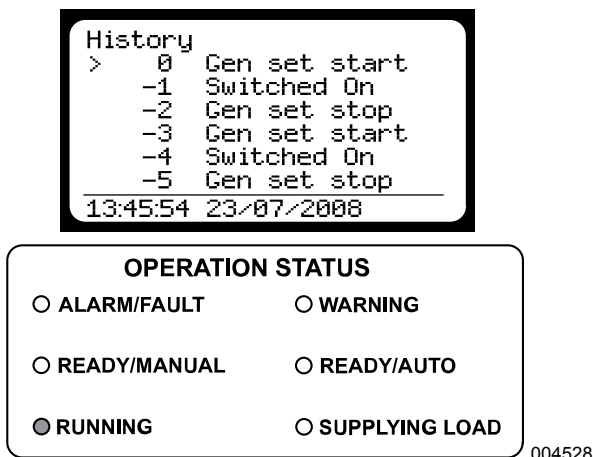 History
> 0 Gen set start
-1 Switched On
-2 Gen set stop
-3 Gen set start
-4 Switched On
-5 Gen set stop
13:45:54 23/07/2008
OPERATION STATUS
ALARM/FAULT WARNING
READY/MANUAL READY/AUTO
RUNNING SUPPLYING LOAD
004528